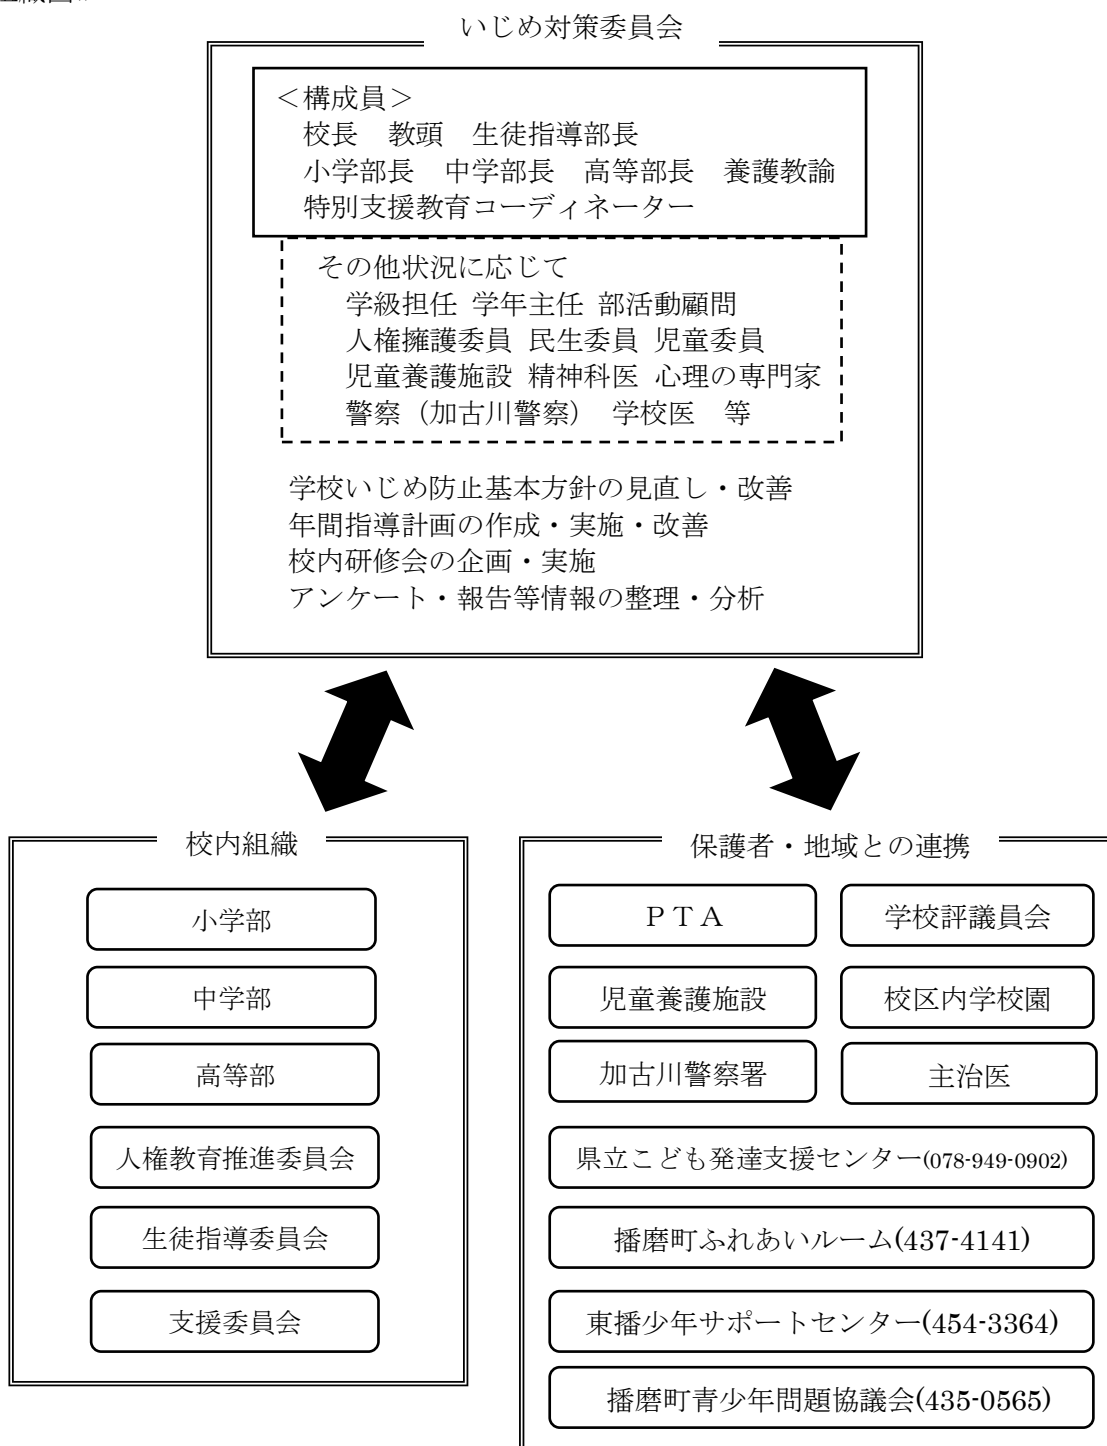 いじめ対策委員会
＜構成員＞
校長　教頭　生徒指導部長
小学部長　中学部長　高等部長　養護教諭
特別支援教育コーディネーター
その他状況に応じて
学級担任 学年主任 部活動顧問
人権擁護委員 民生委員 児童委員
児童養護施設 精神科医 心理の専門家
警察（加古川警察）　学校医　等
学校いじめ防止基本方針の見直し・改善
年間指導計画の作成・実施・改善
校内研修会の企画・実施
アンケート・報告等情報の整理・分析
校内組織
小学部
中学部
高等部
人権教育推進委員会
生徒指導委員会
支援委員会
保護者・地域との連携
ＰＴＡ
学校評議員会
児童養護施設
校区内学校園
加古川警察署
主治医
県立こども発達支援センター(078-949-0902)
播磨町ふれあいルーム(437-4141)
東播少年サポートセンター(454-3364)
播磨町青少年問題協議会(435-0565)